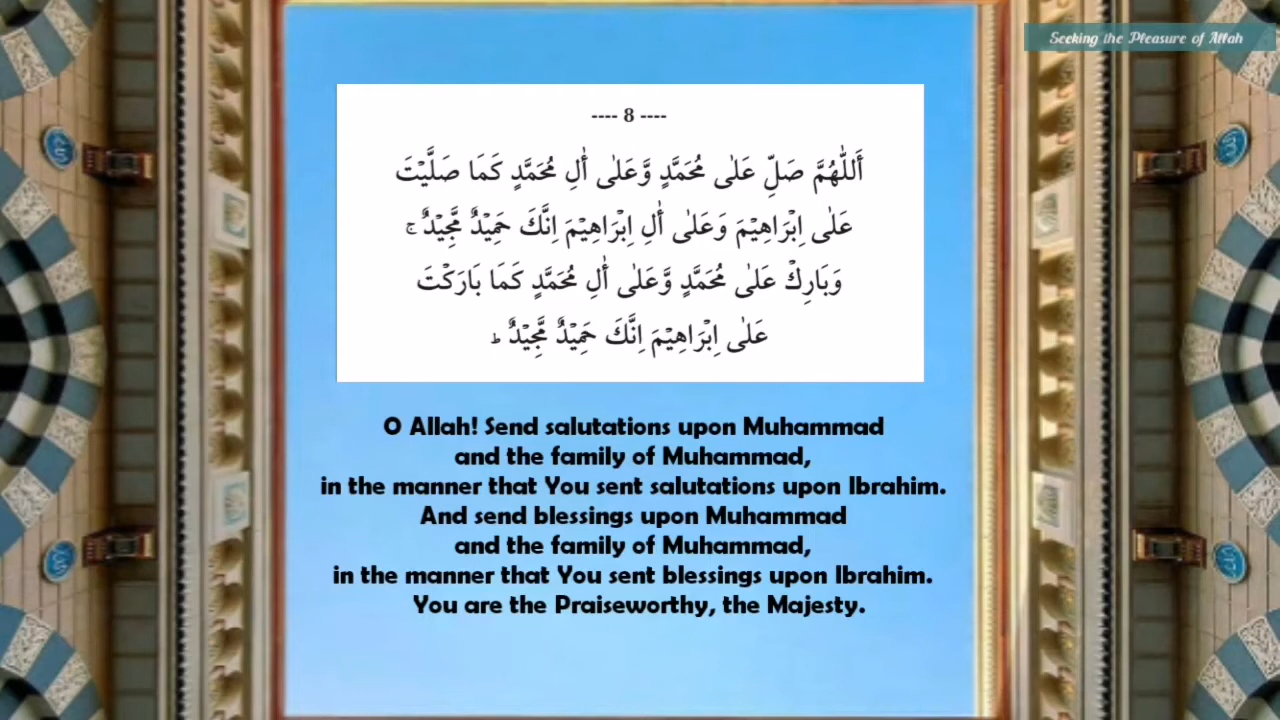 Seeking the Pleasure of Allah
---- 8 ----
أَللّٰهُمَّ صَلِّ عَلٰى مُحَمَّدٍ وَّعَلٰى أٰلِ مُحَمَّدٍ كَمَا صَلَّيْتَ
عَلٰى اِبْرَاهِيْمَ وَعَلٰى أٰلِ اِبْرَاهِيْمَ اِنَّكَ حَمِيْدٌ مَّجِيْدٌ ۚ
وَبَارِكْ عَلٰى مُحَمَّدٍ وَّعَلٰى أٰلِ مُحَمَّدٍ كَمَا بَارَكْتَ
عَلٰى اِبْرَاهِيْمَ اِنَّكَ حَمِيْدٌ مَّجِيْدٌ ؕ
O Allah! Send salutations upon Muhammad
and the family of Muhammad,
in the manner that You sent salutations upon Ibrahim.
And send blessings upon Muhammad
and the family of Muhammad,
in the manner that You sent blessings upon Ibrahim.
You are the Praiseworthy, the Majesty.